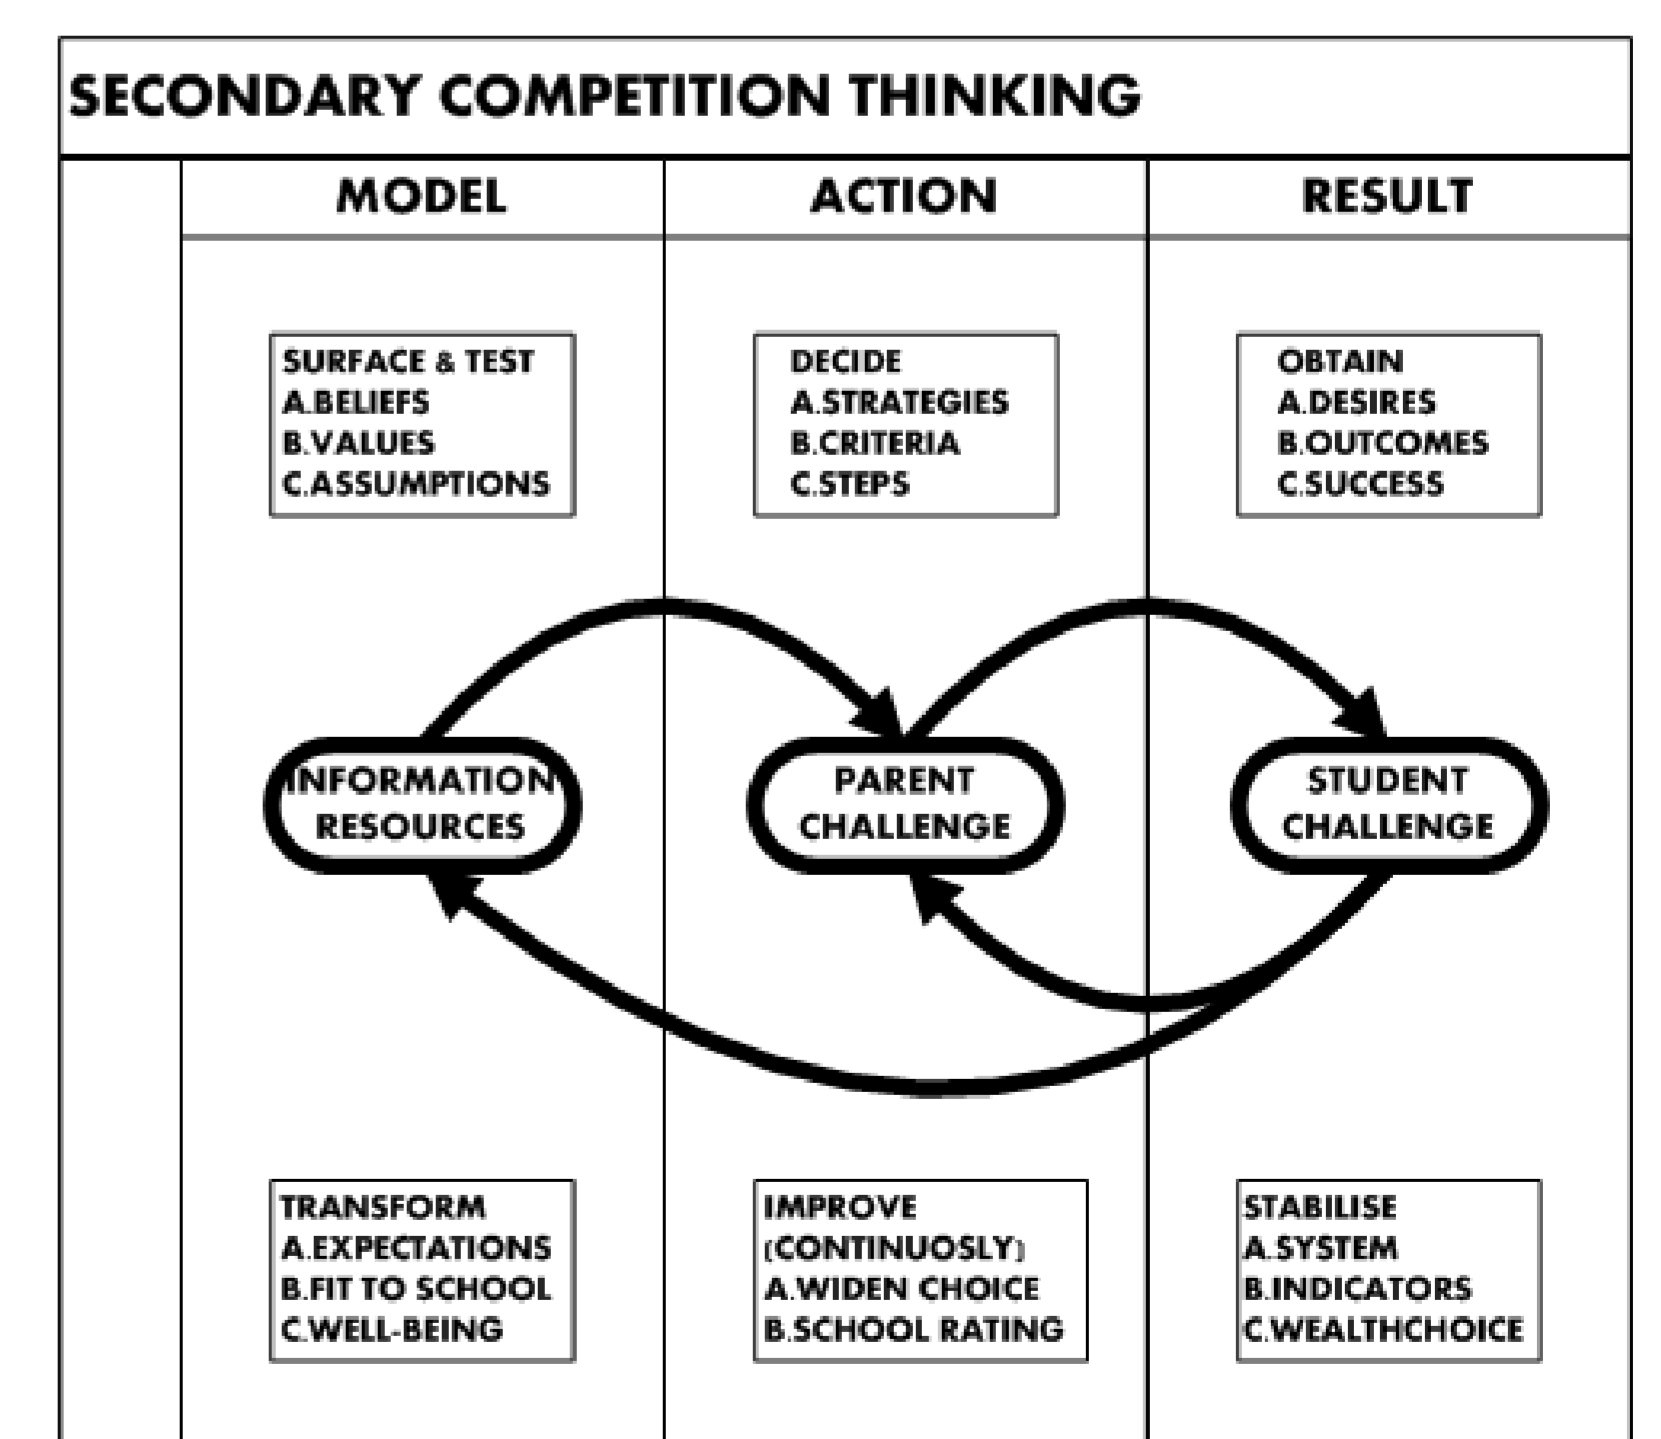 SECONDARY COMPETITION THINKING
MODEL
ACTION
RESULT
SURFACE & TEST
A.BELIEFS
B.VALUES
C.ASSUMPTIONS
DECIDE
A.STRATEGIES
B.CRITERIA
C.STEPS
OBTAIN
A.DESIRES
B.OUTCOMES
C.SUCCESS
INFORMATION
RESOURCES
PARENT
CHALLENGE
STUDENT
CHALLENGE
TRANSFORM
A.EXPECTATIONS
B.FIT TO SCHOOL
C.WELL-BEING
IMPROVE
(CONTINUOSLY)
A.WIDEN CHOICE
B.SCHOOL RATING
STABILISE
A.SYSTEM
B.INDICATORS
C.WEALTHCHOICE